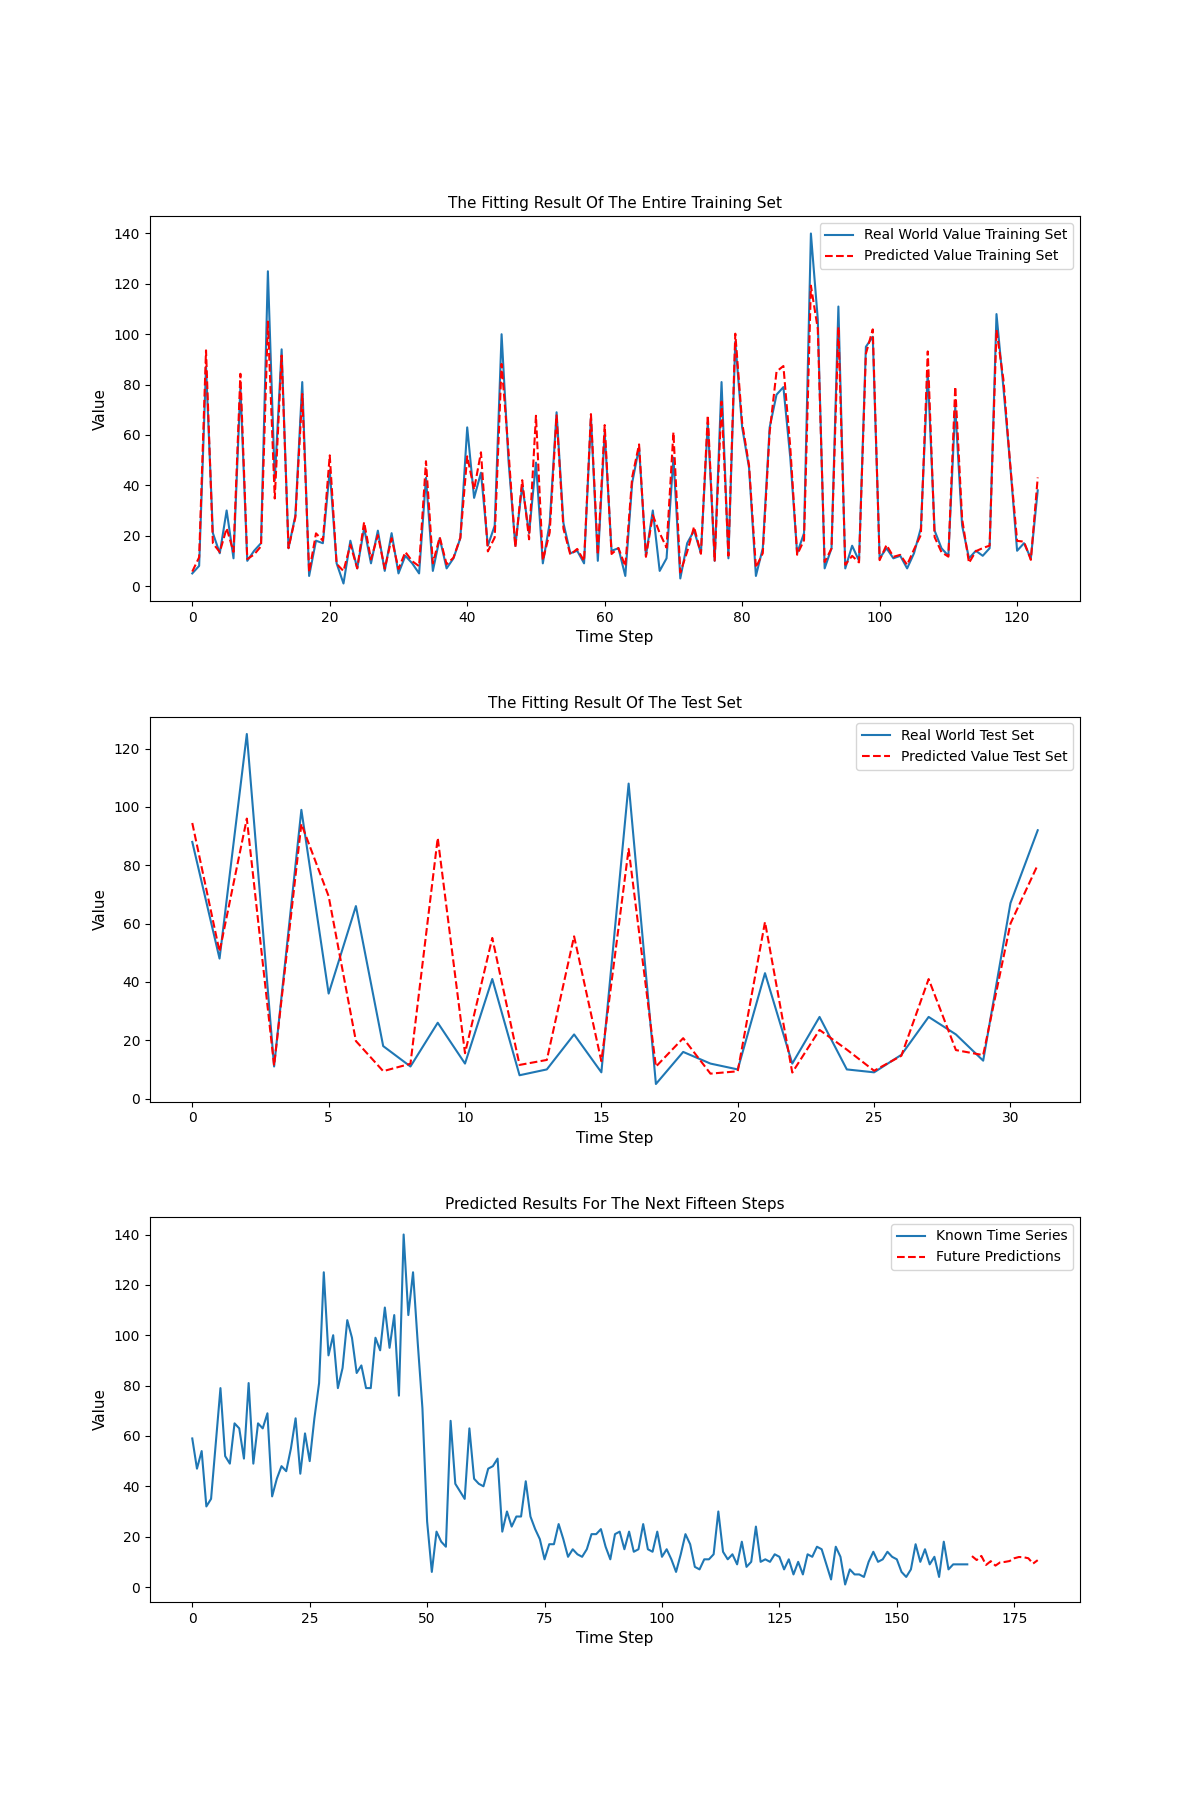 The Fitting Result Of The Entire Training Set
140
120
100
80
60
40
20
0
Value
Real World Value Training Set
Predicted Value Training Set
0 20 40 60 80 100 120
Time Step
The Fitting Result Of The Test Set
120
100
80
60
40
20
0
Value
Real World Test Set
Predicted Value Test Set
0 5 10 15 20 25 30
Time Step
Predicted Results For The Next Fifteen Steps
140
120
100
80
60
40
20
0
Value
Known Time Series
Future Predictions
0 25 50 75 100 125 150 175
Time Step